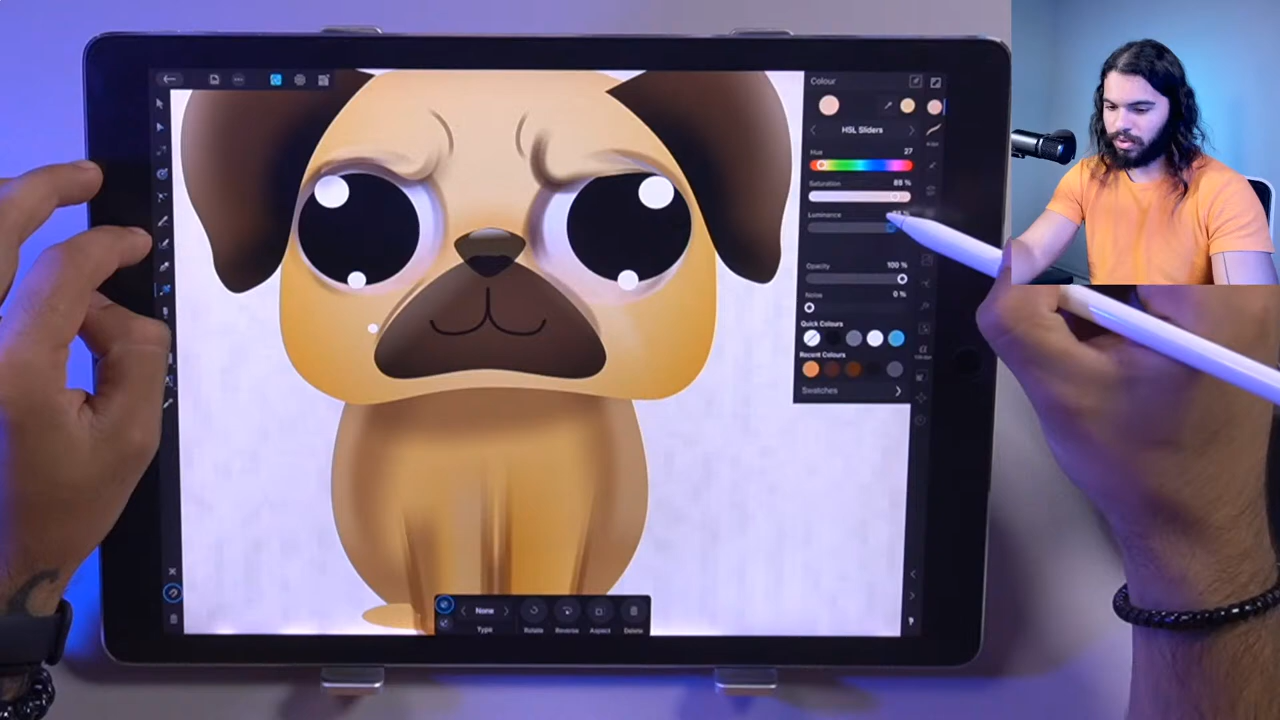 Colour
HSL Sliders
Hue 27
Saturation 88 %
Luminance
Opacity 100 %
Noise 0 %
Quick Colours
Recent Colours
Swatches
None
Type Rotate Reverse Aspect Delete